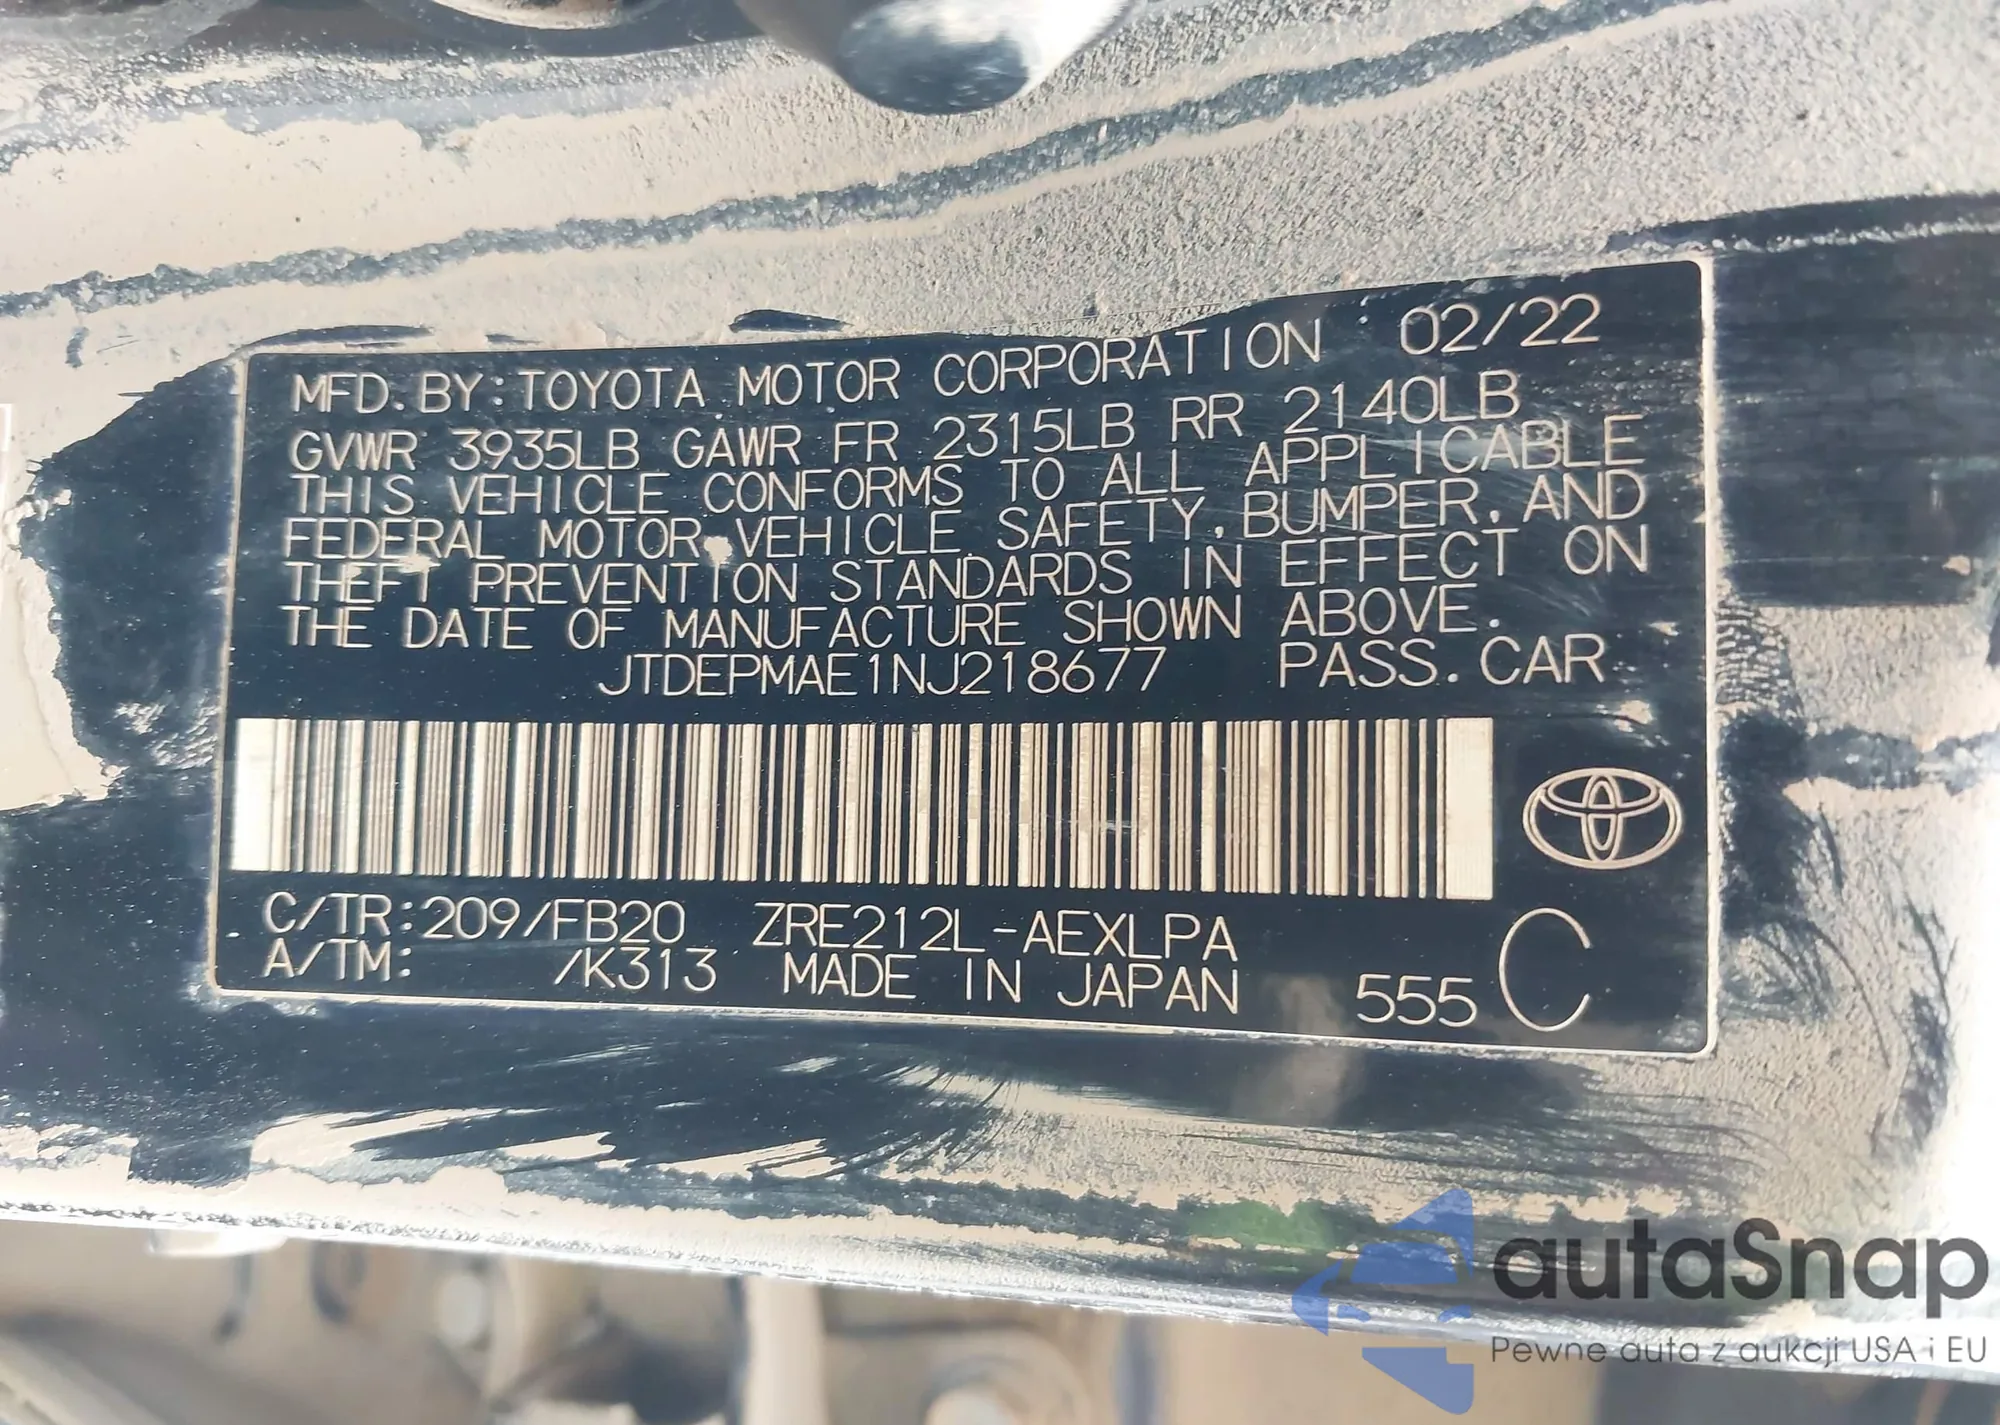 MFD. BY: TOYOTA MOTOR CORPORATION 02/22
GVWR 3935LB GAWR FR 2315LB RR 2140LB
THIS VEHICLE CONFORMS TO ALL APPLICABLE
FEDERAL MOTOR VEHICLE SAFETY, BUMPER, AND
THEFT PREVENTION STANDARDS IN EFFECT ON
THE DATE OF MANUFACTURE SHOWN ABOVE.
JTDEPMAE1NJ218677 PASS. CAR
C/TR: 209/FB20 ZRE212L-AEXLPA
A/TM: /K313 MADE IN JAPAN 555 C
autaSnap
Pewne auta z aukcji USA i EU